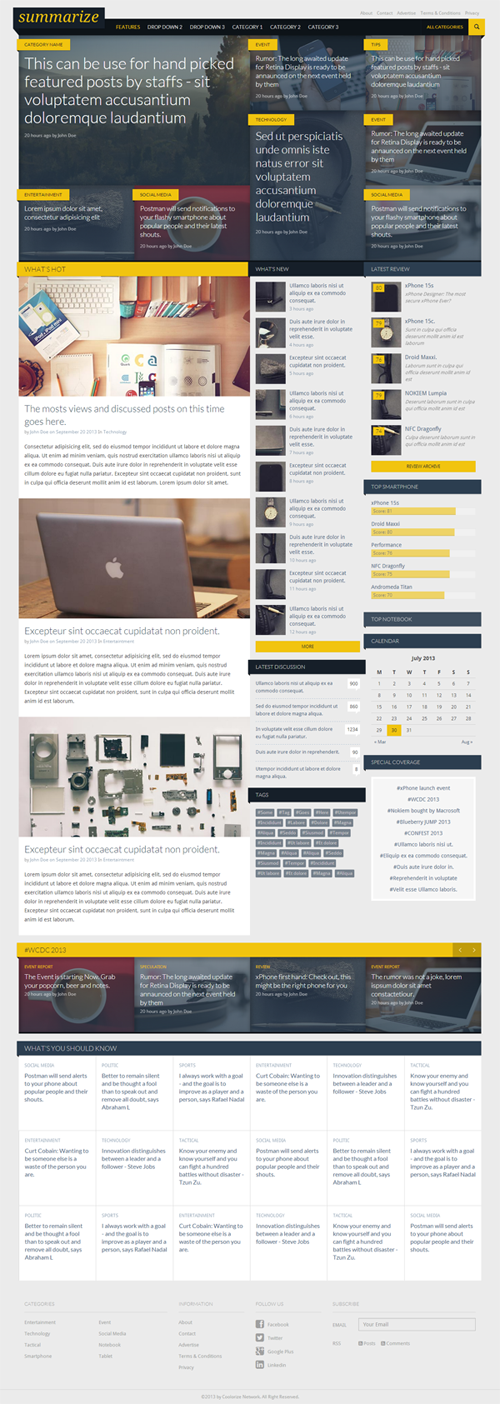 summarize
About Contact Advertise Terms & Conditions Privacy
FEATURES DROP DOWN 2 DROP DOWN 3 CATEGORY 1 CATEGORY 2 CATEGORY 3 ALL CATEGORIES
CATEGORY NAME
This can be use for hand picked
featured posts by staffs - sit
voluptatem accusantium
doloremque laudantium
20 hours ago by John Doe
EVENT
Rumor: The long awaited update
for Retina Display is ready to be
announced on the next event held
by them
20 hours ago by John Doe
TIPS
This can be use for hand picked
featured posts by staffs - sit
voluptatem accusantium
doloremque laudantium
20 hours ago by John Doe
TECHNOLOGY
Sed ut perspiciatis
unde omnis iste
natus error sit
voluptatem
accusantium
doloremque
laudantium
20 hours ago by John Doe
EVENT
Rumor: The long awaited update
for Retina Display is ready to be
announced on the next event held
by them
20 hours ago by John Doe
ENTERTAINMENT
Lorem ipsum dolor sit amet,
consectetur adipisicing elit
20 hours ago by John Doe
SOCIAL MEDIA
Postman will send notifications to
your flashy smartphone about
popular people and their latest
shouts.
20 hours ago by John Doe
SOCIAL MEDIA
Postman will send notifications to
your flashy smartphone about
popular people and their latest
shouts.
20 hours ago by John Doe
WHAT'S HOT
The mosts views and discussed posts on this time
goes here.
by John Doe on September 20 2013 in Technology
Consectetur adipisicing elit, sed do eiusmod tempor incididunt ut labore et dolore magna
aliqua. Ut enim ad minim veniam, quis nostrud exercitation ullamco laboris nisi ut aliquip
ex ea commodo consequat. Duis aute irure dolor in reprehenderit in voluptate velit esse
cillum dolore eu fugiat nulla pariatur. Excepteur sint occaecat cupidatat non proident, sunt
in culpa qui officia deserunt mollit anim id est laborum. Lorem ipsum dolor sit amet.
Excepteur sint occaecat cupidatat non proident.
by John Doe on September 20 2013 in Entertainment
Lorem ipsum dolor sit amet, consectetur adipisicing elit, sed do eiusmod tempor
incididunt ut labore et dolore magna aliqua. Ut enim ad minim veniam, quis nostrud
exercitation ullamco laboris nisi ut aliquip ex ea commodo consequat. Duis aute irure
dolor in reprehenderit in voluptate velit esse cillum dolore eu fugiat nulla pariatur.
Excepteur sint occaecat cupidatat non proident, sunt in culpa qui officia deserunt mollit
anim id est laborum.
Excepteur sint occaecat cupidatat non proident.
by John Doe on September 20 2013 in Entertainment
Lorem ipsum dolor sit amet, consectetur adipisicing elit, sed do eiusmod tempor
incididunt ut labore et dolore magna aliqua. Ut enim ad minim veniam, quis nostrud
exercitation ullamco laboris nisi ut aliquip ex ea commodo consequat. Duis aute irure
dolor in reprehenderit in voluptate velit esse cillum dolore eu fugiat nulla pariatur.
Excepteur sint occaecat cupidatat non proident, sunt in culpa qui officia deserunt mollit
anim id est laborum.
WHAT'S NEW
Ullamco laboris nisi ut
aliquip ex ea commodo
consequat.
Duis aute irure dolor in
reprehenderit in voluptate
velit esse.
Excepteur sint occaecat
cupidatat non proident.
Ullamco laboris nisi ut
aliquip ex ea commodo
consequat.
Duis aute irure dolor in
reprehenderit in voluptate
velit esse.
Excepteur sint occaecat
cupidatat non proident.
Ullamco laboris nisi ut
aliquip ex ea commodo
consequat.
9 hours ago
Duis aute irure dolor in
reprehenderit in voluptate
velit esse.
10 hours ago
Excepteur sint occaecat
cupidatat non proident.
11 hours ago
Ullamco laboris nisi ut
aliquip ex ea commodo
consequat.
12 hours ago
MORE
LATEST DISCUSSION
Ullamco laboris nisi ut aliquip ex ea
commodo consequat.
900
Sed do eiusmod tempor incididunt ut
labore et dolore magna aliqua.
560
In voluptate velit esse cillum dolore
eu fugiat nulla pariatur.
1234
Duis aute irure dolor in reprehenderit.
90
Utempor incididunt ut labore et dolore
magna aliqua.
8
TAGS
LATEST REVIEW
xPhone 15s
xPhone Designer: The most
secure xPhone Ever?
xPhone 15c.
Sunt in culpa qui officia
deserunt mollit anim id est
laborum
Droid Maxxi,
Laborum sunt in culpa qui
officia deserunt mollit anim id
est
NOKIEM Lumpia
Deserunt mollit anim id est
NFC Dragonfly
Culpa deserunt mollit anim id
est laborum sunt in
REVIEW ARCHIVE
TOP SMARTPHONE
xPhone 15s
Score: 81
Droid Maxxi
Score: 80
Performance
Score: 76
NFC Dragonfly
Score: 75
Andromeda Titan
Score: 70
TOP NOTEBOOK
CALENDAR
July 2013
M T W T F S S
1 2 3 4 5 6 7
8 9 10 11 12 13 14
15 16 17 18 19 20 21
22 23 24 25 26 27 28
29 30 31
« Mar Aug »
SPECIAL COVERAGE
#xPhone launch event
#WCDC 2013
#Nokiem bought by Macrosoft
#Blueberry JUMP 2013
#CONFEST 2013
#Ullamco laboris nisi ut.
#Elliquip ex ea commodo consequat.
#Duis aute irure dolor in.
#Reprehenderit in voluptate
#Velit esse Ullamco laboris.
#WCDC 2013
EVENT REPORT
The Event is starting Now. Grab
your popcorn, beer and notes.
20 hours ago by John Doe
SPECULATION
Rumor: The long awaited update
for Retina Display is ready to be
announced on the next event held
by them
20 hours ago by John Doe
REVIEW
xPhone first hand: Check out, this
might be the right phone for you
20 hours ago by John Doe
EVENT REPORT
The rumor was not a joke, lorem
ispsum dolor sit amet
constactetiour.
20 hours ago by John Doe
WHAT'S YOU SHOULD KNOW
SOCIAL MEDIA
Postman will send alerts
to your phone about
popular people and their
shouts.
POLITIC
Better to remain silent
and be thought a fool
than to speak out and
remove all doubt, says
Abraham L
SPORTS
I always work with a goal
- and the goal is to
improve as a player and a
person, says Rafael Nadal
ENTERTAINMENT
Curt Cobain: Wanting to
be someone else is a
waste of the person you
are.
TECHNOLOGY
Innovation distinguishes
between a leader and a
follower - Steve Jobs
TACTICAL
Know your enemy and
know yourself and you
can fight a hundred
battles without disaster -
Tzun Zu.
ENTERTAINMENT
Curt Cobain: Wanting to
be someone else is a
waste of the person you
are.
TECHNOLOGY
Innovation distinguishes
between a leader and a
follower - Steve Jobs
TACTICAL
Know your enemy and
know yourself and you
can fight a hundred
battles without disaster -
Tzun Zu.
SOCIAL MEDIA
Postman will send alerts
to your phone about
popular people and their
shouts.
POLITIC
Better to remain silent
and be thought a fool
than to speak out and
remove all doubt, says
Abraham L
SPORTS
I always work with a goal
- and the goal is to
improve as a player and a
person, says Rafael Nadal
POLITIC
Better to remain silent
and be thought a fool
than to speak out and
remove all doubt, says
Abraham L
SPORTS
I always work with a goal
- and the goal is to
improve as a player and a
person, says Rafael Nadal
ENTERTAINMENT
Curt Cobain: Wanting to
be someone else is a
waste of the person you
are.
TECHNOLOGY
Innovation distinguishes
between a leader and a
follower - Steve Jobs
TACTICAL
Know your enemy and
know yourself and you
can fight a hundred
battles without disaster -
Tzun Zu.
SOCIAL MEDIA
Postman will send alerts
to your phone about
popular people and their
shouts.
CATEGORIES
Entertainment
Technology
Tactical
Smartphone
Event
Social Media
Notebook
Tablet
INFORMATION
About
Contact
Advertise
Terms & Conditions
Privacy
FOLLOW US
Facebook
Twitter
Google Plus
LinkedIn
SUBSCRIBE
EMAIL Your Email
RSS Posts Comments